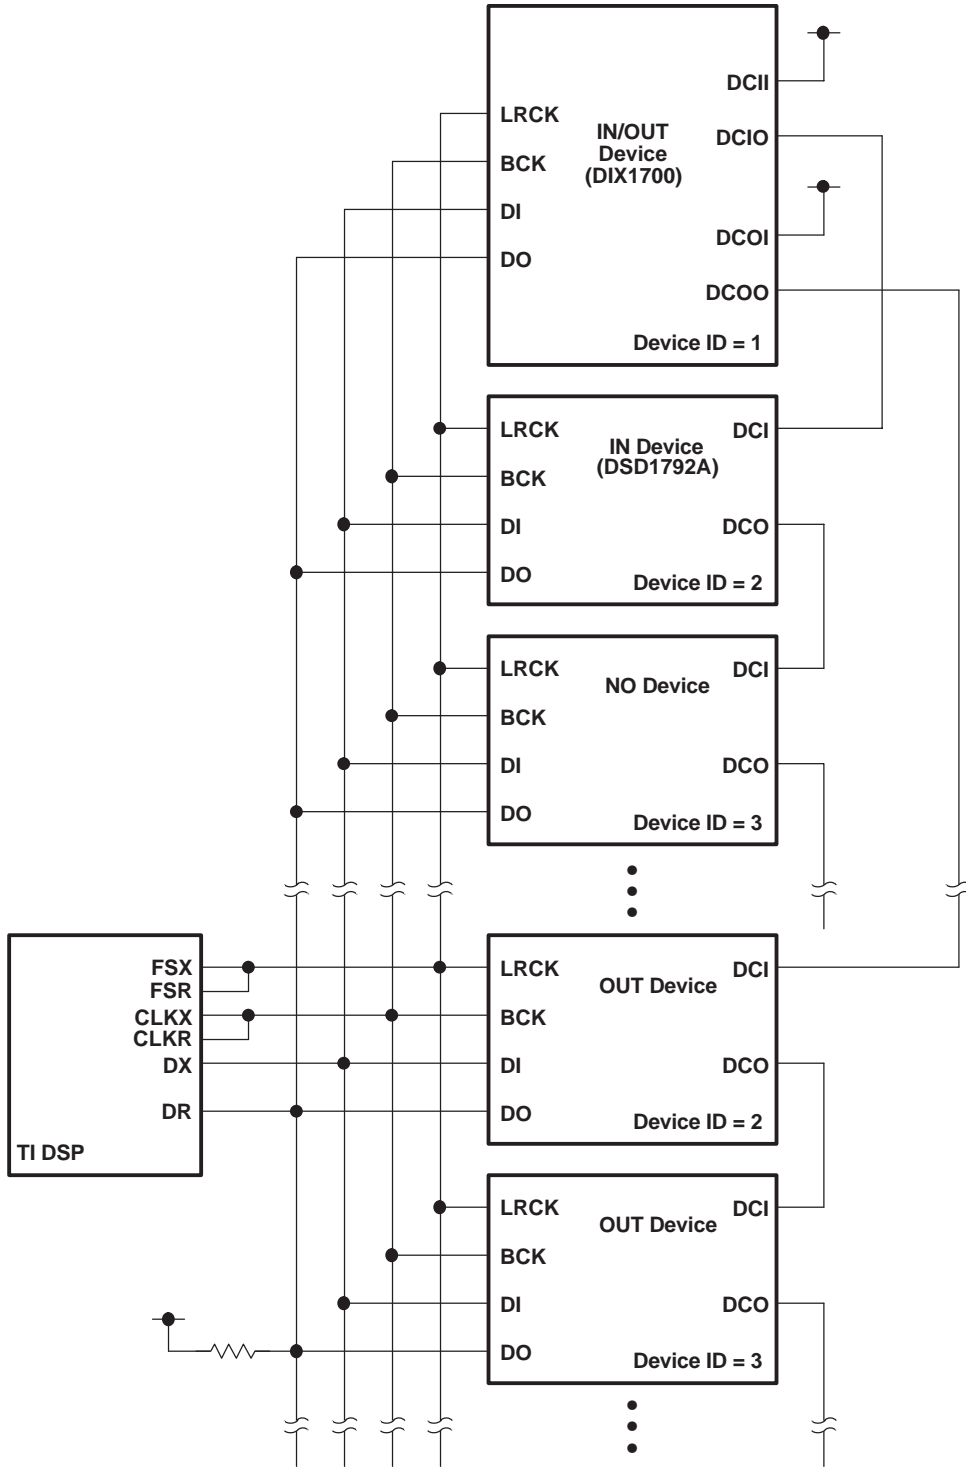 DCII
LRCK
IN/OUT
Device
(DIX1700)
DCIO
BCK
DI
DCOI
DO
DCOO
Device ID = 1
LRCK
IN Device
(DSD1792A)
DCI
BCK
DI
DCO
DO
Device ID = 2
LRCK
NO Device
DCI
BCK
DI
DCO
DO
Device ID = 3
FSX
FSR
CLKX
CLKR
DX
DR
TI DSP
LRCK
OUT Device
DCI
BCK
DI
DCO
DO
Device ID = 2
LRCK
OUT Device
DCI
BCK
DI
DCO
DO
Device ID = 3